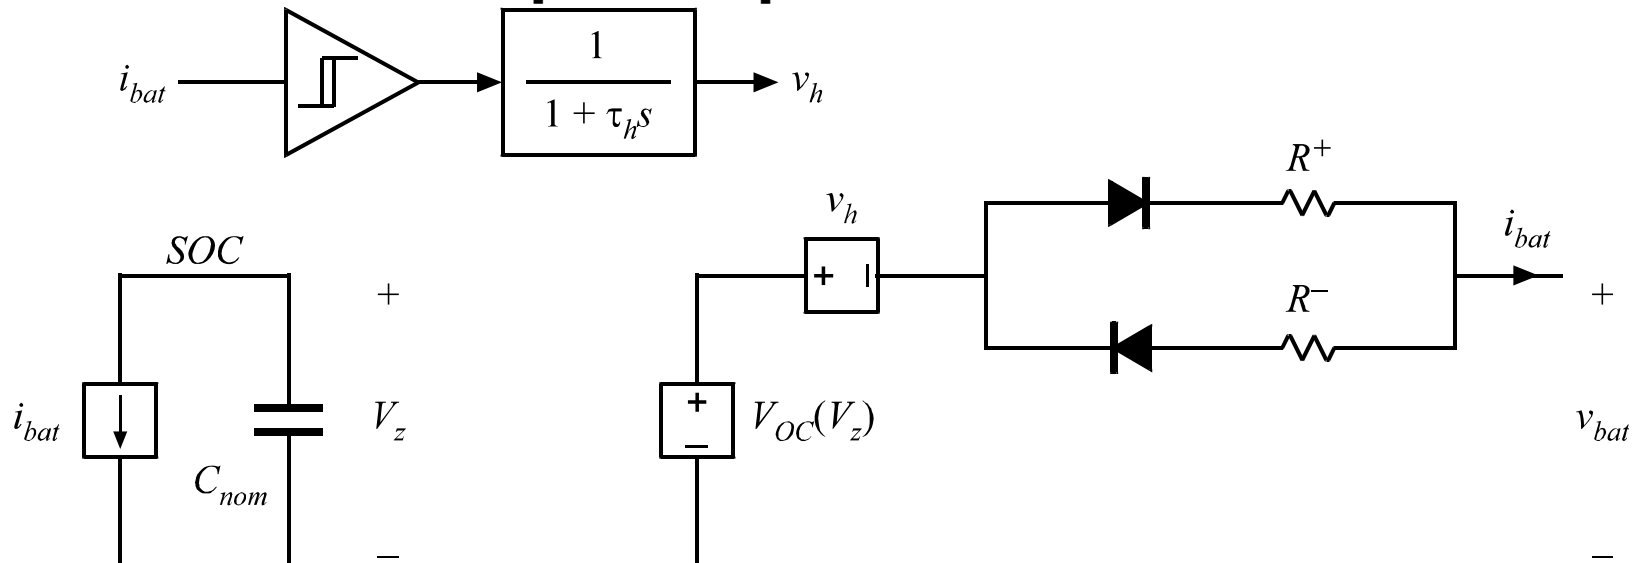 i_bat
1
1 + τ_h s
v_h
R⁺
v_h
i_bat
SOC
R⁻
+
+ −
+
i_bat
V_z
+
−
V_OC(V_z)
v_bat
C_nom
−
−